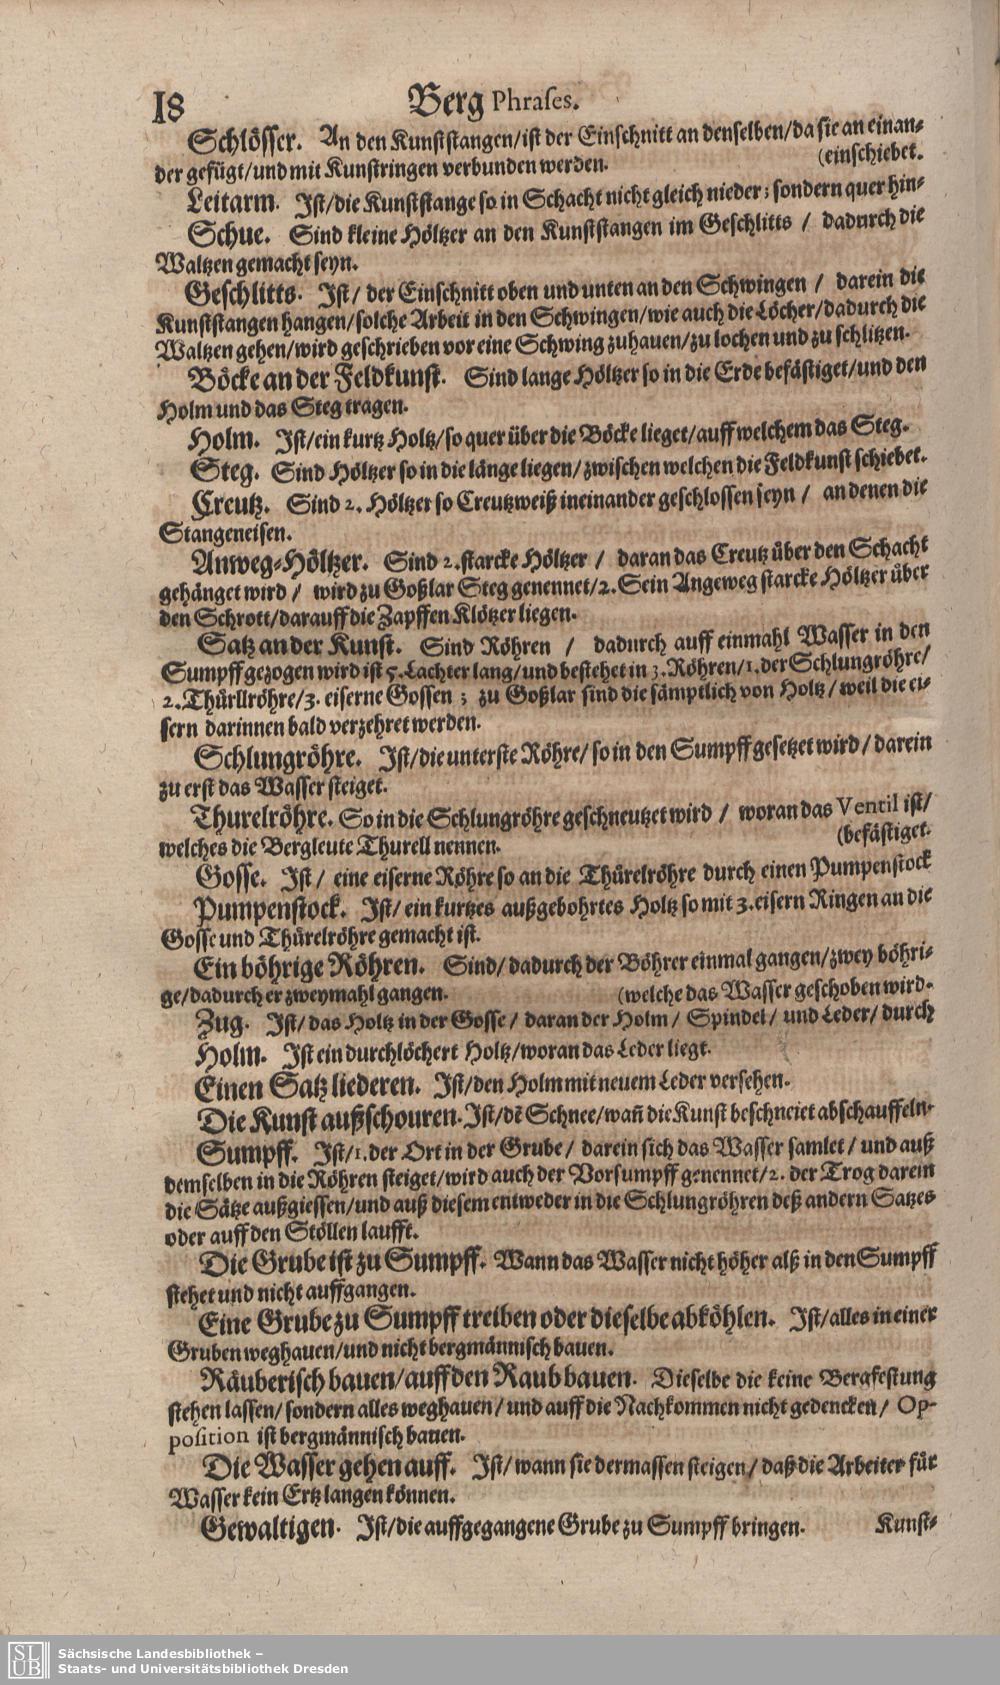 18 Berg Phrases.
Schlösser. An den Kunststangen/ist der Einschnitt an denselben/da sie an einan-
der gefügt/und mit Kunstringen verbunden werden. (einschiebet.
Leitarm. Ist/die Kunststange so in Schacht nicht gleich nieder; sondern quer hin-
Schue. Sind kleine Höltzer an den Kunststangen im Geschlitts / dadurch die
Waltzen gemacht seyn.
Geschlitts. Ist/ der Einschnitt oben und unten an den Schwingen / darein die
Kunststangen hangen/solche Arbeit in den Schwingen/wie auch die Löcher/dadurch die
Waltzen gehen/wird geschrieben vor eine Schwing zuhauen/zu lochen und zu schlitzen.
Böcke an der Feldkunst. Sind lange Höltzer so in die Erde befästiget/und den
Holm und das Steg tragen.
Holm. Ist/ein kurtz Holtz/so quer über die Böcke lieget/auff welchem das Steg.
Steg. Sind Höltzer so in die länge liegen/zwischen welchen die Feldkunst schiebet.
Creutz. Sind 2. Höltzer so Creutzweiß ineinander geschlossen seyn / an denen die
Stangeneisen.
Anweg-Höltzer. Sind 2. starcke Höltzer / daran das Creutz über den Schacht
gehänget wird / wird zu Goßlar Steg genennet/2. Sein Angeweg starcke Höltzer über
den Schrott/darauff die Zapffen Klötzer liegen.
Satz an der Kunst. Sind Röhren / dadurch auff einmahl Wasser in den
Sumpff gezogen wird ist 5. Lachter lang/und bestehet in 3. Röhren/1. der Schlungröhre/
2. Thürllröhre/3. eiserne Gossen; zu Goßlar sind die sämptlich von Holtz/weil die ei-
sern darinnen bald verzehret werden.
Schlungröhre. Ist/die unterste Röhre/so in den Sumpff gesetzet wird/darein
zu erst das Wasser steiget.
Thurelröhre. So in die Schlungröhre geschneutzet wird / woran das Ventil ist/
welches die Bergleute Thurell nennen. (befästiget.
Gosse. Ist/ eine eiserne Röhre so an die Thürelröhre durch einen Pumpenstock
Pumpenstock. Ist/ ein kurtzes außgebohrtes Holtz so mit 3. eisern Ringen an die
Gosse und Thürelröhre gemacht ist.
Ein böhrige Röhren. Sind/dadurch der Böhrer einmal gangen/zwey böhri-
ge/dadurch er zweymahl gangen. (welche das Wasser geschoben wird.
Zug. Ist/das Holtz in der Gosse/daran der Holm/ Spindel/ und Leder/durch
Holm. Ist ein durchlöchert Holtz/woran das Leder liegt.
Einen Satz liederen. Ist/den Holm mit neuem Leder versehen.
Die Kunst außschouren. Ist/dē Schnee/wañ die Kunst beschneiet abschauffeln.
Sumpff. Ist/1. der Ort in der Grube/ darein sich das Wasser samlet/und auß
demselben in die Röhren steiget/wird auch der Vorsumpff genennet/2. der Trog darein
die Sätze außgiessen/und auß diesem entweder in die Schlungröhren deß andern Satzes
oder auff den Stöllen laufft.
Die Grube ist zu Sumpff. Wann das Wasser nicht höher alß in den Sumpff
stehet und nicht auffgangen.
Eine Grube zu Sumpff treiben oder dieselbe abköhlen. Ist/alles in einer
Gruben weghauen/und nicht bergmännisch bauen.
Räuberisch bauen/auff den Raub bauen. Dieselbe die keine Bergfestung
stehen lassen/sondern alles weghauen/und auff die Nachkommen nicht gedencken/ Op-
position ist bergmännisch bauen.
Die Wasser gehen auff. Ist/wann sie dermassen steigen/daß die Arbeiter für
Wasser kein Ertz langen können.
Gewaltigen. Ist/die auffgegangene Grube zu Sumpff bringen. Kunst-
SLUB Sächsische Landesbibliothek –
Staats- und Universitätsbibliothek Dresden